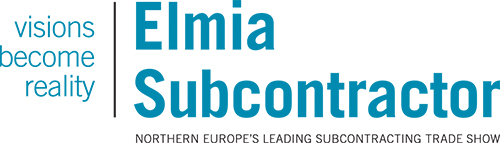 visions
become
reality
Elmia
Subcontractor
NORTHERN EUROPE'S LEADING SUBCONTRACTING TRADE SHOW